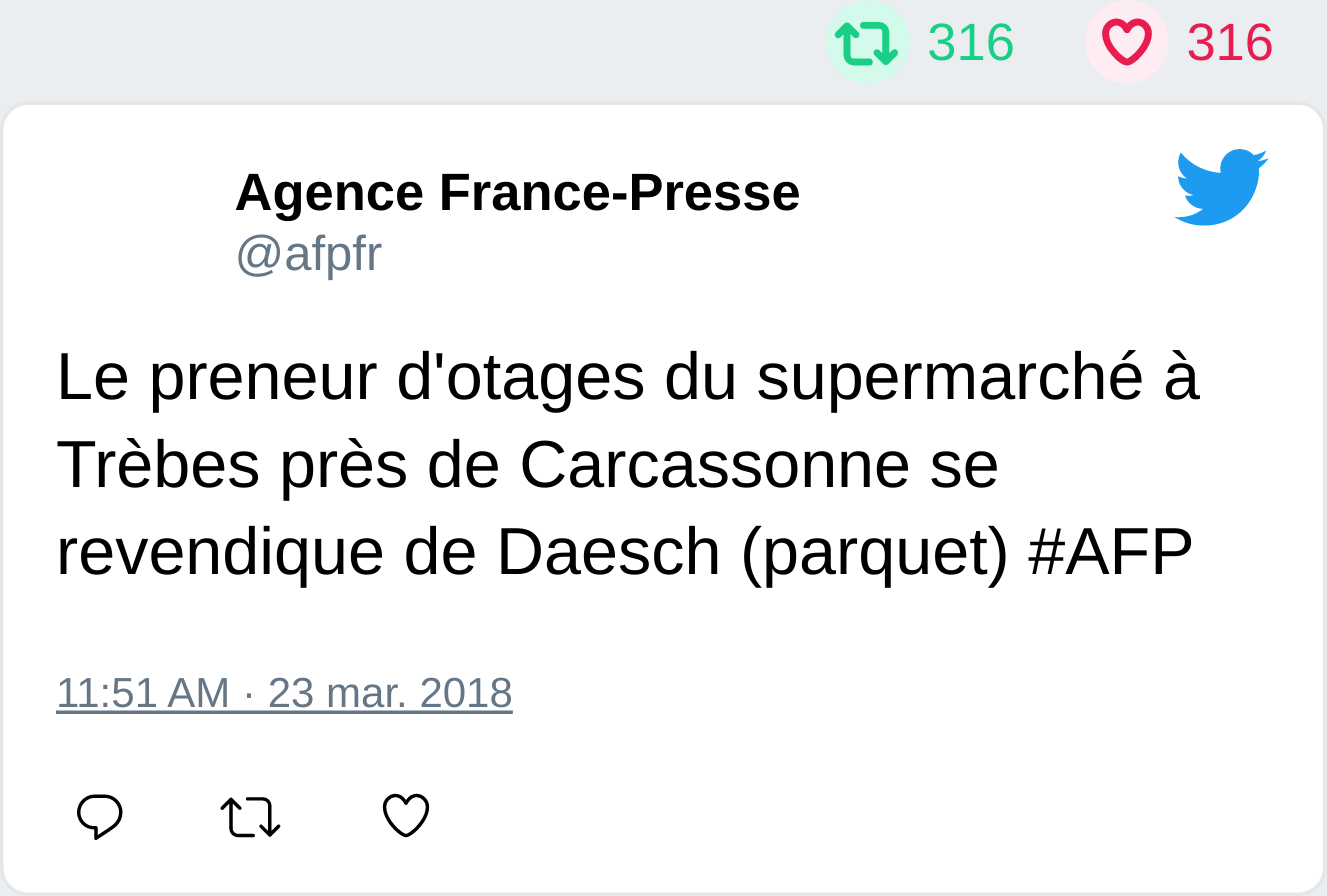 316 316
Agence France-Presse
@afpfr
Le preneur d'otages du supermarché à
Trèbes près de Carcassonne se
revendique de Daesch (parquet) #AFP
11:51 AM · 23 mar. 2018